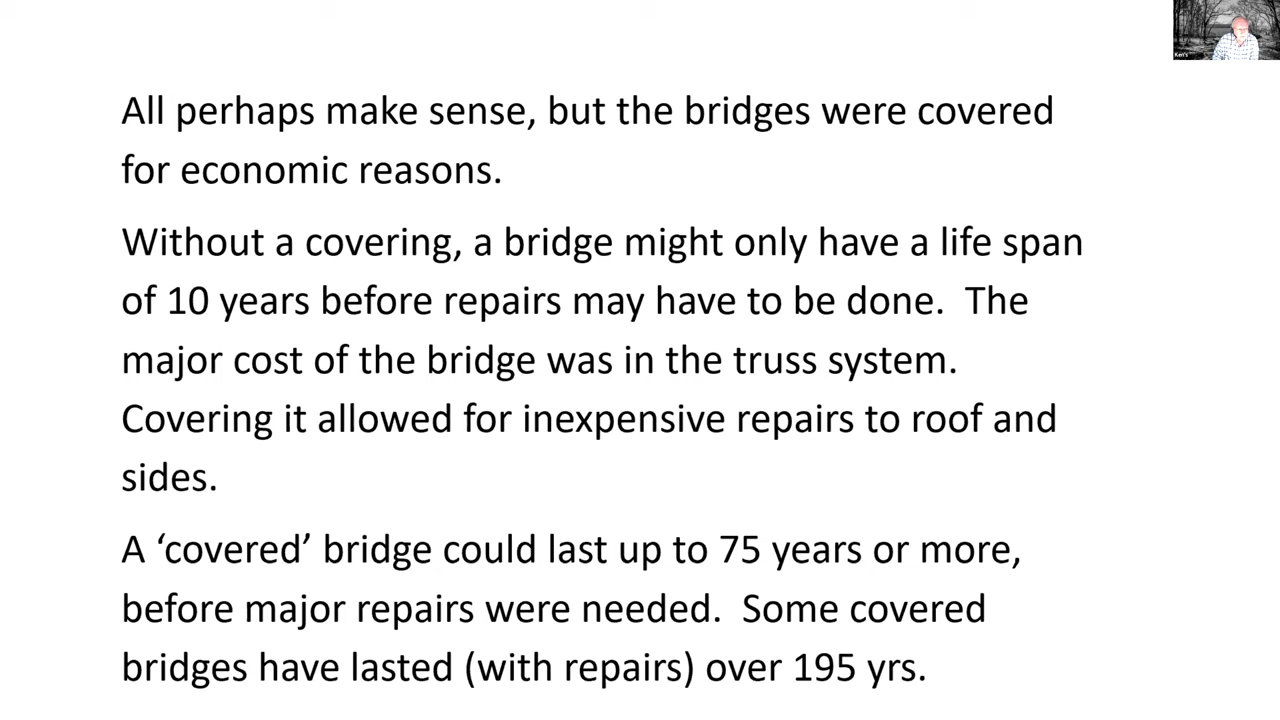 Ken's
All perhaps make sense, but the bridges were covered
for economic reasons.
Without a covering, a bridge might only have a life span
of 10 years before repairs may have to be done.  The
major cost of the bridge was in the truss system.
Covering it allowed for inexpensive repairs to roof and
sides.
A ‘covered’ bridge could last up to 75 years or more,
before major repairs were needed.  Some covered
bridges have lasted (with repairs) over 195 yrs.